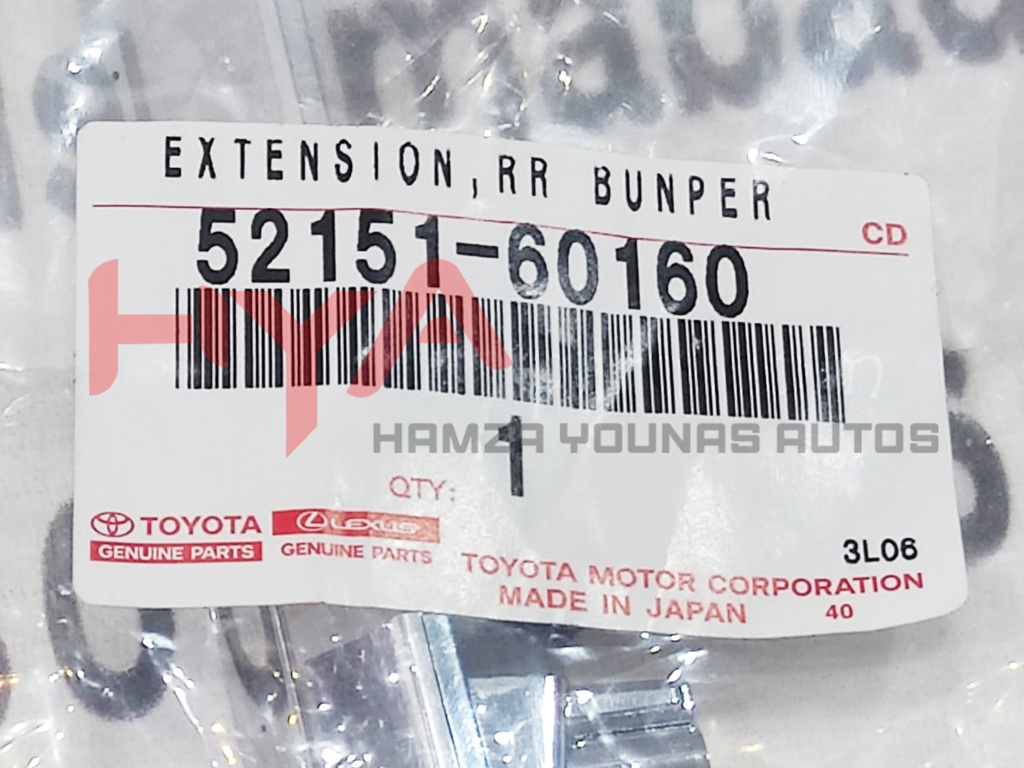 EXTENSION, RR BUNPER
CD
52151-60160
HYA
HAMZA YOUNAS AUTOS
1
QTY:
TOYOTA
GENUINE PARTS
LEXUS
GENUINE PARTS
3L06
TOYOTA MOTOR CORPORATION
MADE IN JAPAN
40